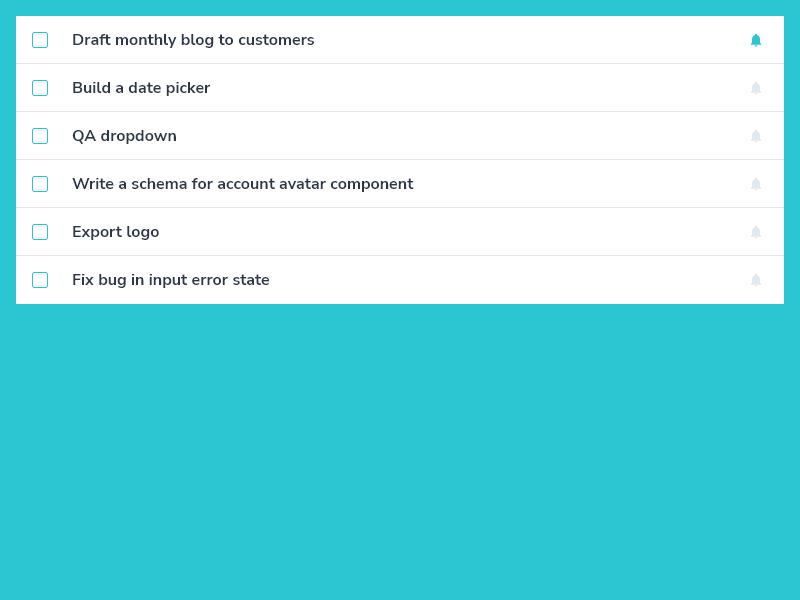 Draft monthly blog to customers
Build a date picker
QA dropdown
Write a schema for account avatar component
Export logo
Fix bug in input error state